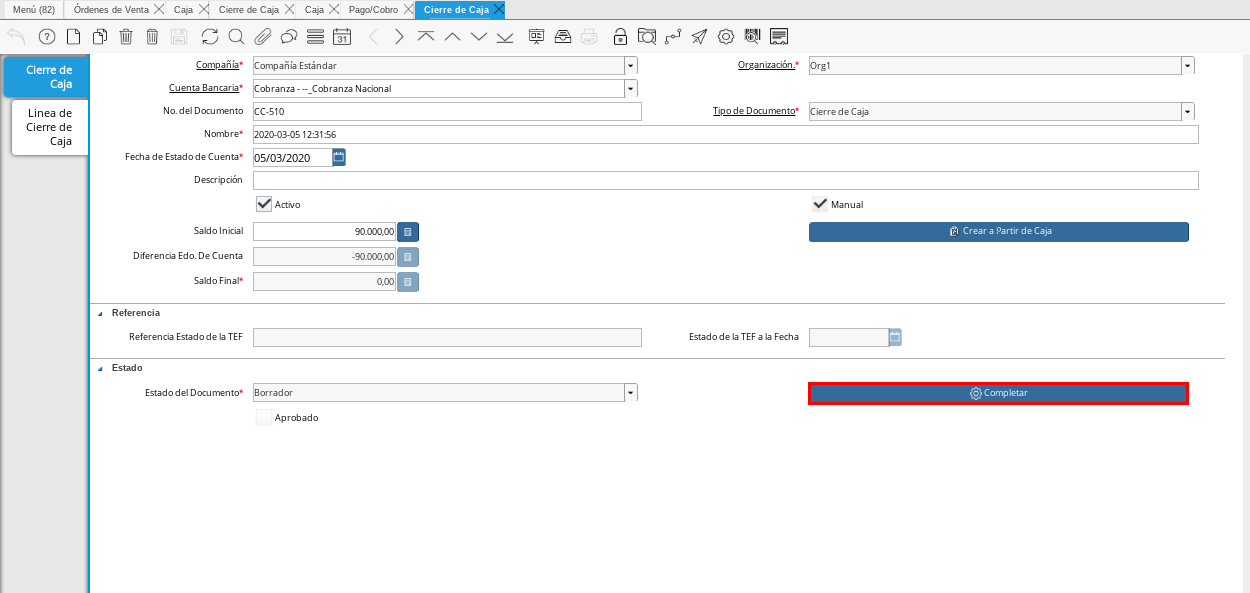 Menú (82) Órdenes de Venta Caja Cierre de Caja Caja Pago/Cobro Cierre de Caja
31
Cierre de
Caja
Linea de
Cierre de
Caja
Compañía* Compañía Estándar Organización.* Org1
Cuenta Bancaria* Cobranza - --_Cobranza Nacional
No. del Documento CC-510 Tipo de Documento* Cierre de Caja
Nombre* 2020-03-05 12:31:56
Fecha de Estado de Cuenta* 05/03/2020
Descripción
Activo Manual
Saldo Inicial 90.000,00 Crear a Partir de Caja
Diferencia Edo. De Cuenta -90.000,00
Saldo Final* 0,00
Referencia
Referencia Estado de la TEF Estado de la TEF a la Fecha
Estado
Estado del Documento* Borrador Completar
Aprobado